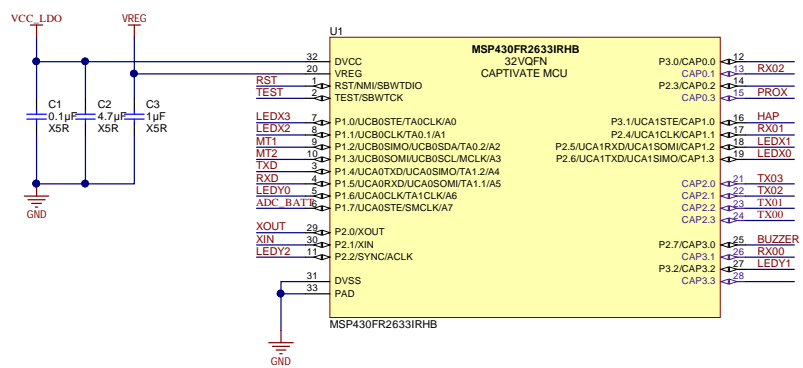 VCC_LDO
VREG
C1
0.1µF
X5R
C2
4.7µF
X5R
C3
1µF
X5R
GND
U1
MSP430FR2633IRHB
32VQFN
CAPTIVATE MCU
32 DVCC
20 VREG
RST 1 RST/NMI/SBWTDIO
TEST 2 TEST/SBWTCK
LEDX3 7 P1.0/UCB0STE/TA0CLK/A0
LEDX2 8 P1.1/UCB0CLK/TA0.1/A1
MT1 9 P1.2/UCB0SIMO/UCB0SDA/TA0.2/A2
MT2 10 P1.3/UCB0SOMI/UCB0SCL/MCLK/A3
TXD 3 P1.4/UCA0TXD/UCA0SIMO/TA1.2/A4
RXD 4 P1.5/UCA0RXD/UCA0SOMI/TA1.1/A5
LEDY0 5 P1.6/UCA0CLK/TA1CLK/A6
ADC_BATT 6 P1.7/UCA0STE/SMCLK/A7
XOUT 29 P2.0/XOUT
XIN 30 P2.1/XIN
LEDY2 11 P2.2/SYNC/ACLK
31 DVSS
33 PAD
P3.0/CAP0.0 12
CAP0.1 13 RX02
P2.3/CAP0.2 14
CAP0.3 15 PROX
P3.1/UCA1STE/CAP1.0 16 HAP
P2.4/UCA1CLK/CAP1.1 17 RX01
P2.5/UCA1RXD/UCA1SOMI/CAP1.2 18 LEDX1
P2.6/UCA1TXD/UCA1SIMO/CAP1.3 19 LEDX0
CAP2.0 21 TX03
CAP2.1 22 TX02
CAP2.2 23 TX01
CAP2.3 24 TX00
P2.7/CAP3.0 25 BUZZER
CAP3.1 26 RX00
P3.2/CAP3.2 27 LEDY1
CAP3.3 28
MSP430FR2633IRHB
GND